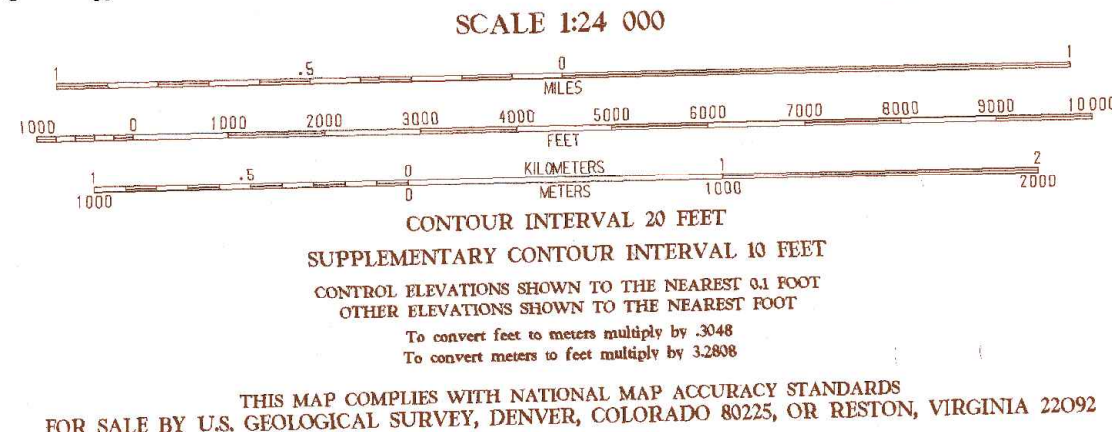 SCALE 1:24 000
1 .5 0 1
MILES
1000 0 1000 2000 3000 4000 5000 6000 7000 8000 9000 10000
FEET
1 .5 0 KILOMETERS 1 2
1000 0 METERS 1000 2000
CONTOUR INTERVAL 20 FEET
SUPPLEMENTARY CONTOUR INTERVAL 10 FEET
CONTROL ELEVATIONS SHOWN TO THE NEAREST 0.1 FOOT
OTHER ELEVATIONS SHOWN TO THE NEAREST FOOT
To convert feet to meters multiply by .3048
To convert meters to feet multiply by 3.2808
THIS MAP COMPLIES WITH NATIONAL MAP ACCURACY STANDARDS
FOR SALE BY U.S. GEOLOGICAL SURVEY, DENVER, COLORADO 80225, OR RESTON, VIRGINIA 22092